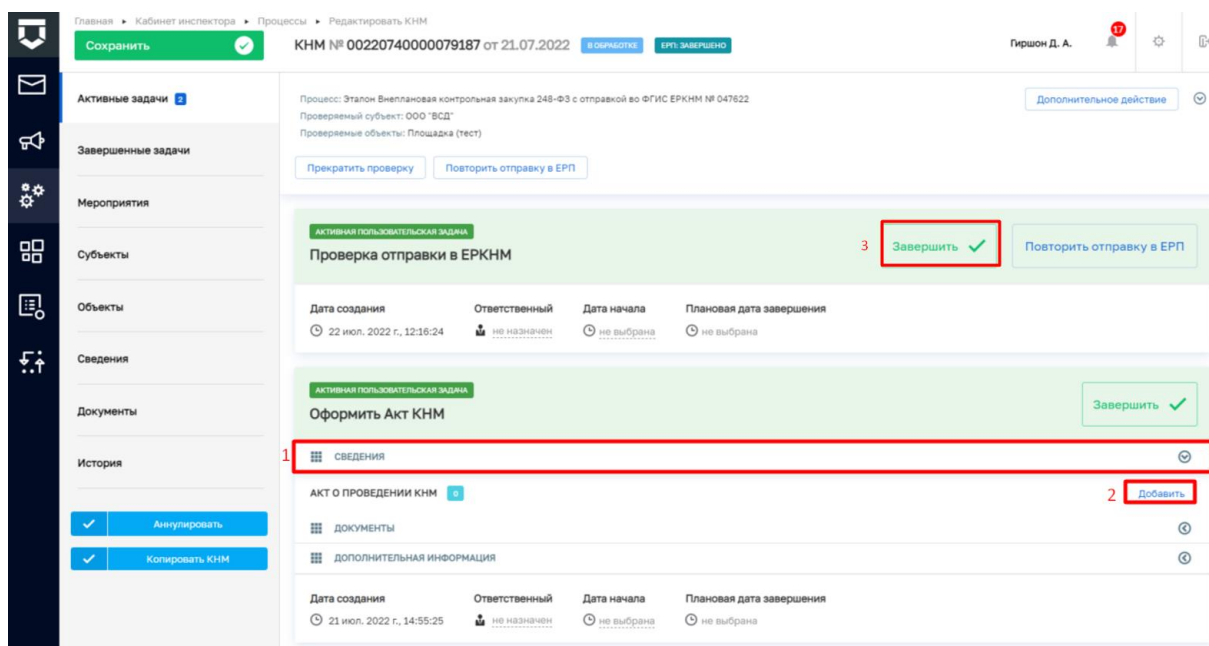 Главная ▸ Кабинет инспектора ▸ Процессы ▸ Редактировать КНМ
Сохранить
КНМ № 00220740000079187 от 21.07.2022 В ОБРАБОТКЕ ЕРП: ЗАВЕРШЕНО
Гиршон Д. А. 17
Активные задачи 2
Завершенные задачи
Мероприятия
Субъекты
Объекты
Сведения
Документы
История
Аннулировать
Копировать КНМ
Процесс: Эталон Внеплановая контрольная закупка 248-ФЗ с отправкой во ФГИС ЕРКНМ № 047622
Дополнительное действие
Проверяемый субъект: ООО "ВСД"
Проверяемые объекты: Площадка (тест)
Прекратить проверку Повторить отправку в ЕРП
АКТИВНАЯ ПОЛЬЗОВАТЕЛЬСКАЯ ЗАДАЧА
Проверка отправки в ЕРКНМ
3 Завершить Повторить отправку в ЕРП
Дата создания Ответственный Дата начала Плановая дата завершения
22 июл. 2022 г., 12:16:24 не назначен не выбрана не выбрана
АКТИВНАЯ ПОЛЬЗОВАТЕЛЬСКАЯ ЗАДАЧА
Оформить Акт КНМ
Завершить
1 СВЕДЕНИЯ
АКТ О ПРОВЕДЕНИИ КНМ 0 2 Добавить
ДОКУМЕНТЫ
ДОПОЛНИТЕЛЬНАЯ ИНФОРМАЦИЯ
Дата создания Ответственный Дата начала Плановая дата завершения
21 июл. 2022 г., 14:55:25 не назначен не выбрана не выбрана